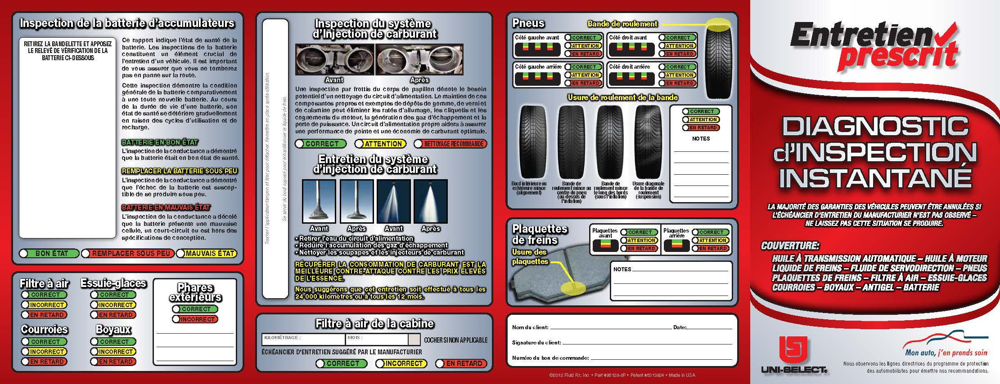 Inspection de la batterie d'accumulateurs
RETIREZ LA BANDELETTE ET APPOSEZ
LE RELEVÉ DE VÉRIFICATION DE LA
BATTERIE CI-DESSOUS
Ce rapport indique l'état de santé de la
batterie. Les inspections de la batterie
constituent un élément crucial de
l'entretien d'un véhicule. Il est important
de vous assurer que vous ne tomberez
pas en panne sur la route.
Cette inspection démontre la condition
générale de la batterie comparativement
à une toute nouvelle batterie. Au cours
de la durée de vie d'une batterie, son
état de santé se détériore graduellement
en raison des cycles d'utilisation et de
recharge.
BATTERIE EN BON ÉTAT
L'inspection de la conductance a démontré
que la batterie était en bon état de santé.
REMPLACER LA BATTERIE SOUS PEU
L'inspection de la conductance a démontré
que l'échec de la batterie est suscep-
tible de se produire sous peu.
BATTERIE EN MAUVAIS ÉTAT
L'inspection de la conductance a décelé
que la batterie présente une mauvaise
cellule, un court-circuit ou est hors des
spécifications de conception.
BON ÉTAT REMPLACER SOUS PEU MAUVAIS ÉTAT
Filtre à air
CORRECT
INCORRECT
EN RETARD
Essuie-glaces
CORRECT
INCORRECT
EN RETARD
Courroies
CORRECT
INCORRECT
EN RETARD
Boyaux
CORRECT
INCORRECT
EN RETARD
Phares
extérieurs
CORRECT
INCORRECT
Tourner l'applicateur-tampon et tirer pour détacher. Remettre en place après utilisation.
Se servir du bout opposé pour échantillonner le liquide de frein.
Inspection du système
d'Injection de carburant
Avant Après
Une inspection par frottis du corps de papillon dénote le besoin
potentiel d'un nettoyage du circuit d'alimentation. Le maintien de ces
composantes propres et exemptes de dépôts de gomme, de verni et
de calamine peut éliminer les ratés d'allumage, les cliquetis et les
cognements du moteur, la génération des gaz d'échappement et la
perte de puissance. Un circuit d'alimentation propre aidera à assurer
une performance de pointe et une économie de carburant optimale.
CORRECT ATTENTION NETTOYAGE RECOMMANDÉ
Entretien du système
d'injection de carburant
Avant Après Avant Après
• Retirer l'eau du circuit d'alimentation
• Réduire l'accumulation des gaz d'échappement
• Nettoyer les soupapes et les injecteurs de carburant
RÉCUPÉRER LA CONSOMMATION DE CARBURANT EST LA
MEILLEURE CONTRE-ATTAQUE CONTRE LES PRIX ÉLEVÉS
DE L'ESSENCE.
Nous suggérons que cet entretien soit effectué à tous les
24 000 kilomètres ou à tous les 12 mois.
Filtre à air de la cabine
KILOMÉTRAGE : MOIS : COCHER SI NON APPLICABLE
ÉCHÉANCIER D'ENTRETIEN SUGGÉRÉ PAR LE MANUFACTURIER
CORRECT INCORRECT EN RETARD
Pneus
Bande de roulement
Côté gauche avant
CORRECT
ATTENTION
EN RETARD
Côté droit avant
CORRECT
ATTENTION
EN RETARD
Côté gauche arrière
CORRECT
ATTENTION
EN RETARD
Côté droit arrière
CORRECT
ATTENTION
EN RETARD
Usure de roulement de la bande
Bord intérieure ou
extérieure mince
(alignement)
Bande de
roulement mince au
centre du pneu
(au-dessus de
l'inflation)
Bande de
roulement mince
le long des bords
(sous l'inflation)
Usure diagonale
de la bande de
roulement
(suspension)
CORRECT
ATTENTION
EN RETARD
NOTES
Plaquettes
de freins
Usure des
plaquettes
Plaquettes
avant
CORRECT
ATTENTION
EN RETARD
Plaquettes
arrière
CORRECT
ATTENTION
EN RETARD
NOTES
Nom du client: Date:
Signature du client:
Numéro du bon de commande:
©2012 Fluid Rx, Inc. • Part #95128-8P • Patent #5313824 • Made in USA
Entretien
prescrit
DIAGNOSTIC
d'INSPECTION
INSTANTANÉ
LA MAJORITÉ DES GARANTIES DES VÉHICULES PEUVENT ÊTRE ANNULÉES SI
L'ÉCHÉANCIER D'ENTRETIEN DU MANUFACTURIER N'EST PAS OBSERVÉ –
NE LAISSEZ PAS CETTE SITUATION SE PRODUIRE.
COUVERTURE:
HUILE À TRANSMISSION AUTOMATIQUE – HUILE À MOTEUR
LIQUIDE DE FREINS – FLUIDE DE SERVODIRECTION – PNEUS
PLAQUETTES DE FREINS – FILTRE À AIR – ESSUIE-GLACES
COURROIES – BOYAUX – ANTIGEL – BATTERIE
UNI-SELECT
Mon auto, j'en prends soin
Nous observons les lignes directrices du programme de protection
des automobilistes pour émettre nos recommandations.